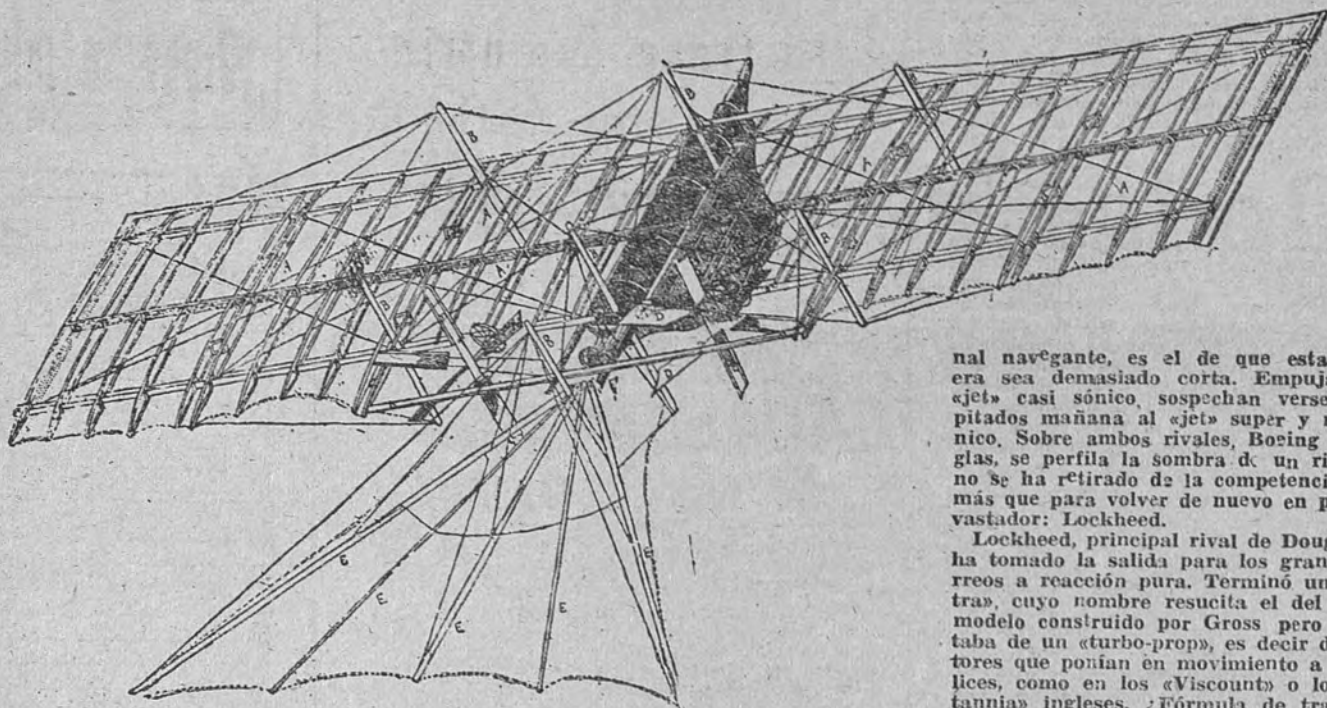 nal navegante, es el de que esta
era sea demasiado corta. Empuja
«jet» casi sónico, sospechan verse
pitados mañana al «jet» super y
nico. Sobre ambos rivales, Boeing
glas, se perfila la sombra de un ri
no se ha retirado de la competenci
más que para volver de nuevo en p
vastador: Lockheed.
Lockheed, principal rival de Doug
ha tomado la salida para los gran
rreos a reacción pura. Terminó un
tra», cuyo nombre resucita el del
modelo construido por Gross pero
taba de un «turbo-prop», es decir d
tores que ponían en movimiento a
lices, como en los «Viscount» o lo
tannia» ingleses. ¿Fórmula de tra
B
B
A
A
A
A
A
B
B
B
D
F
E
E
E
E
E